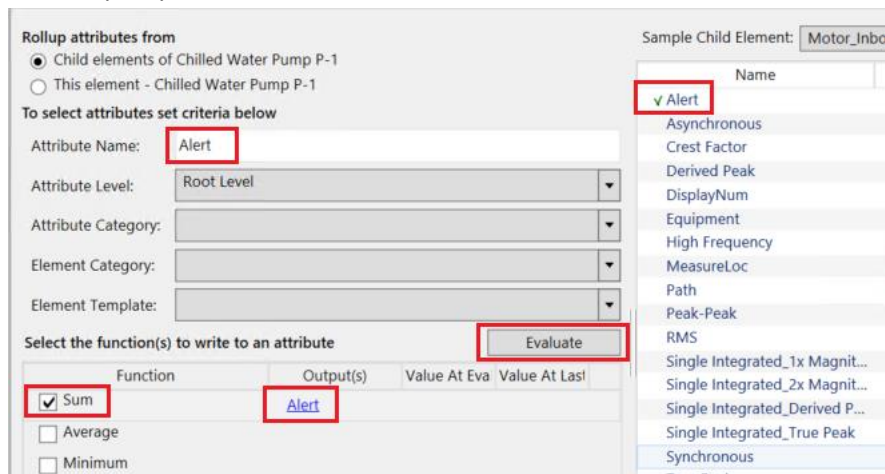 Rollup attributes from
Child elements of Chilled Water Pump P-1
This element - Chilled Water Pump P-1
To select attributes set criteria below
Attribute Name: Alert
Attribute Level: Root Level
Attribute Category:
Element Category:
Element Template:
Select the function(s) to write to an attribute Evaluate
Function Output(s) Value At Eva Value At Last
Sum Alert
Average
Minimum
Sample Child Element: Motor_Inbo
Name
Alert
Asynchronous
Crest Factor
Derived Peak
DisplayNum
Equipment
High Frequency
MeasureLoc
Path
Peak-Peak
RMS
Single Integrated_1x Magnit...
Single Integrated_2x Magnit...
Single Integrated_Derived P...
Single Integrated_True Peak
Synchronous